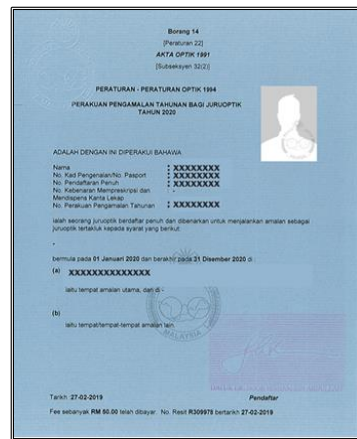 Borang 14
[Peraturan 22]
AKTA OPTIK 1991
[Subseksyen 32(2)]
PERATURAN - PERATURAN OPTIK 1994
PERAKUAN PENGAMALAN TAHUNAN BAGI JURUOPTIK
TAHUN 2020
ADALAH DENGAN INI DIPERAKUI BAHAWA
Nama : XXXXXXXX
No. Kad Pengenalan/No. Pasport : XXXXXXXX
No. Pendaftaran Penuh : XXXXXXXX
No. Kebenaran Mempreskripsi dan -
Mendispens Kanta Lekap
No. Perakuan Pengamalan Tahunan : XXXXXXXX
ialah seorang juruoptik berdaftar penuh dan dibenarkan untuk menjalankan amalan sebagai
juruoptik tertakluk kepada syarat yang berikut:
-
bermula pada 01 Januari 2020 dan berakhir pada 31 Disember 2020 di :
(a) XXXXXXXXXXXXXX
iaitu tempat amalan utama, dan di -
(b)
iaitu tempat/tempat-tempat amalan lain.
MALAYSIA
Tarikh 27-02-2019 Pendaftar
Fee sebanyak RM 50.00 telah dibayar. No. Resit R309978 bertarikh 27-02-2019